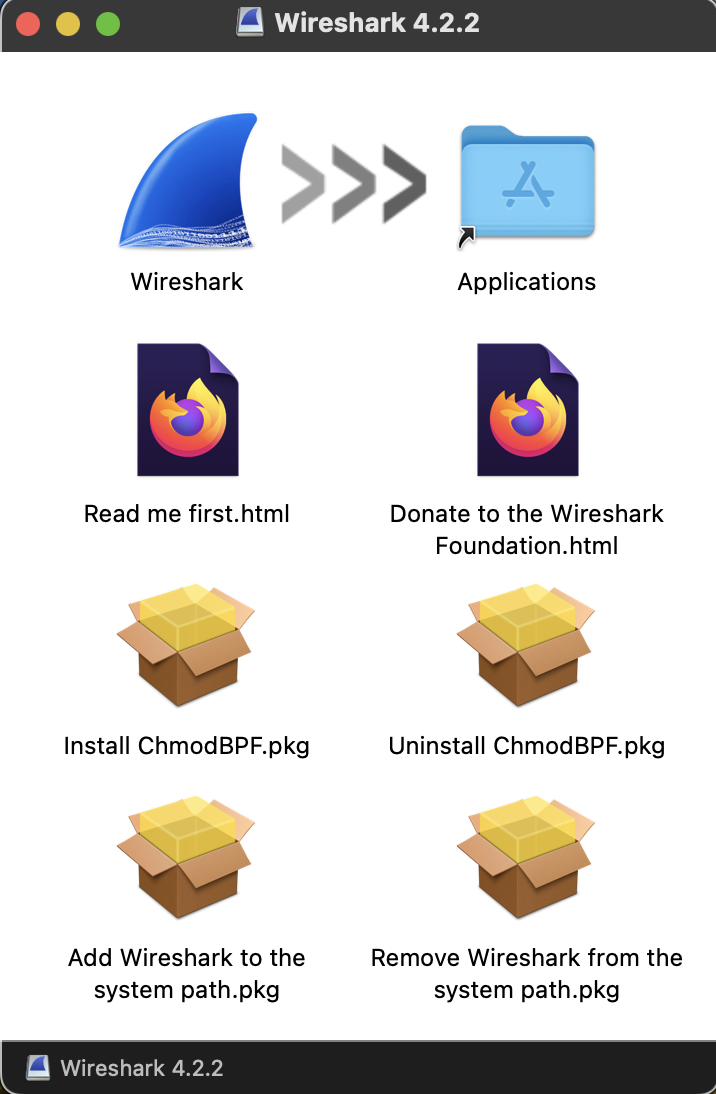 Wireshark 4.2.2
Wireshark
Applications
Read me first.html
Donate to the Wireshark
Foundation.html
Install ChmodBPF.pkg
Uninstall ChmodBPF.pkg
Add Wireshark to the
system path.pkg
Remove Wireshark from the
system path.pkg
Wireshark 4.2.2